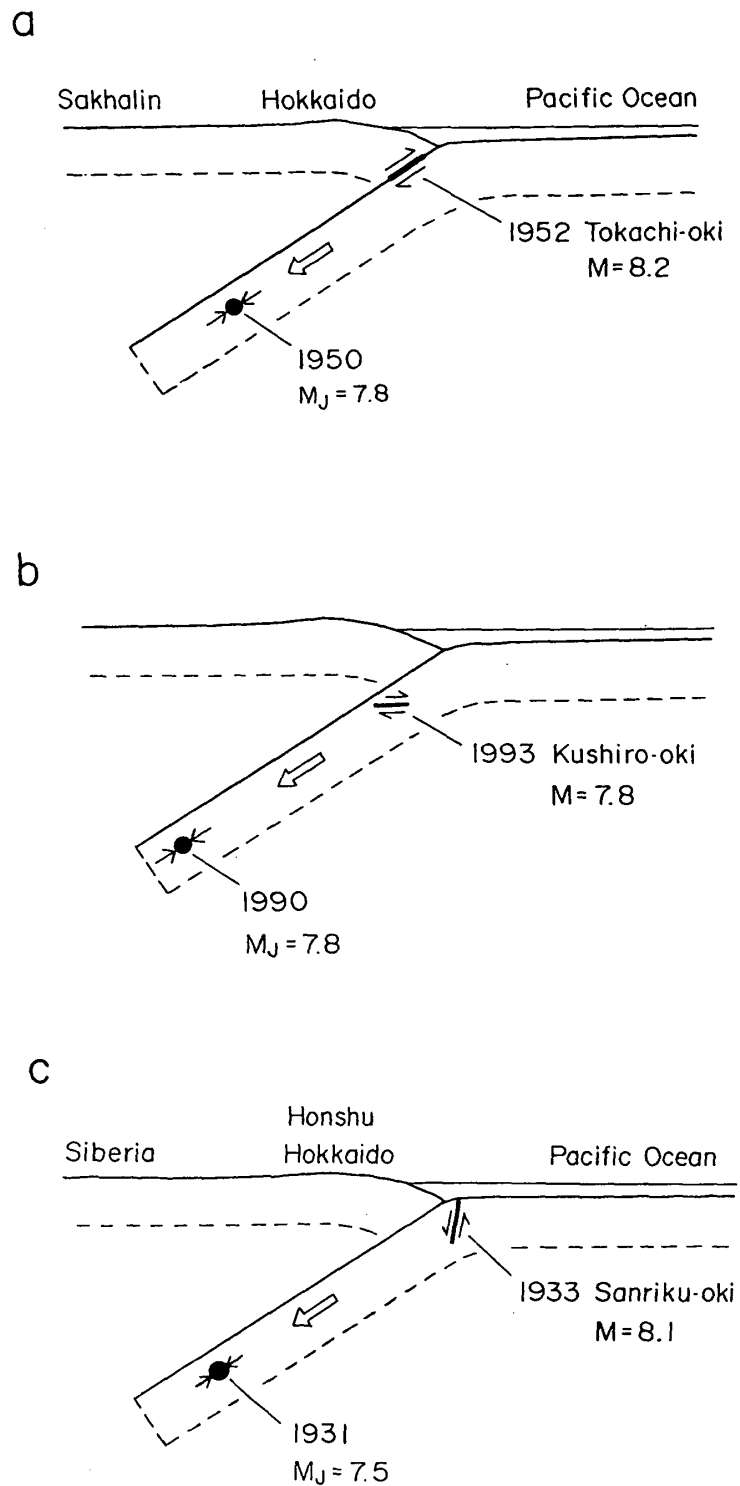 a
Sakhalin Hokkaido Pacific Ocean
1952 Tokachi-oki
M=8.2
1950
MJ=7.8
b
1993 Kushiro-oki
M=7.8
1990
MJ=7.8
c
Honshu
Siberia Hokkaido Pacific Ocean
1933 Sanriku-oki
M=8.1
1931
MJ=7.5